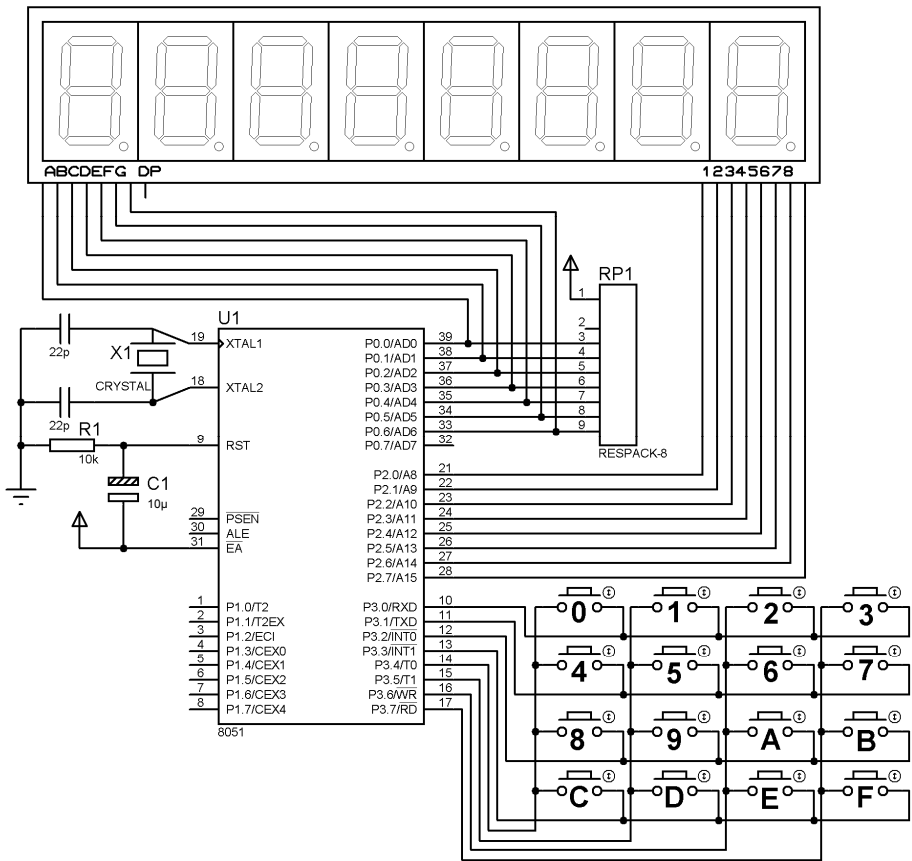 ABCDEFG DP
12345678
RP1
1
2
3
4
5
6
7
8
9
RESPACK-8
U1
22p
X1
CRYSTAL
22p
R1
10k
C1
10µ
19 XTAL1
18 XTAL2
9 RST
29 PSEN
30 ALE
31 EA
1 P1.0/T2
2 P1.1/T2EX
3 P1.2/ECI
4 P1.3/CEX0
5 P1.4/CEX1
6 P1.5/CEX2
7 P1.6/CEX3
8 P1.7/CEX4
P0.0/AD0 39
P0.1/AD1 38
P0.2/AD2 37
P0.3/AD3 36
P0.4/AD4 35
P0.5/AD5 34
P0.6/AD6 33
P0.7/AD7 32
P2.0/A8 21
P2.1/A9 22
P2.2/A10 23
P2.3/A11 24
P2.4/A12 25
P2.5/A13 26
P2.6/A14 27
P2.7/A15 28
P3.0/RXD 10
P3.1/TXD 11
P3.2/INT0 12
P3.3/INT1 13
P3.4/T0 14
P3.5/T1 15
P3.6/WR 16
P3.7/RD 17
8051
0 1 2 3
4 5 6 7
8 9 A B
C D E F